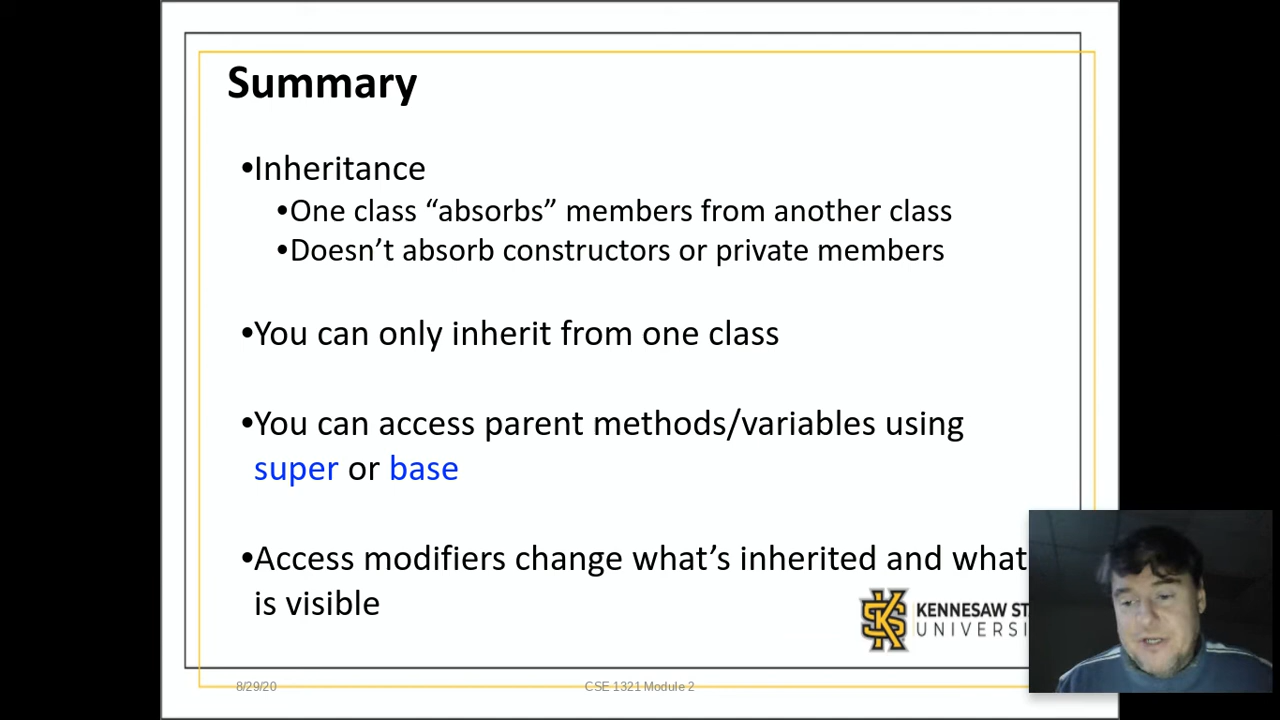 Summary
•Inheritance
•One class “absorbs” members from another class
•Doesn’t absorb constructors or private members
•You can only inherit from one class
•You can access parent methods/variables using
super or base
•Access modifiers change what’s inherited and what
is visible
KENNESAW ST
UNIVERSI
8/29/20
CSE 1321 Module 2